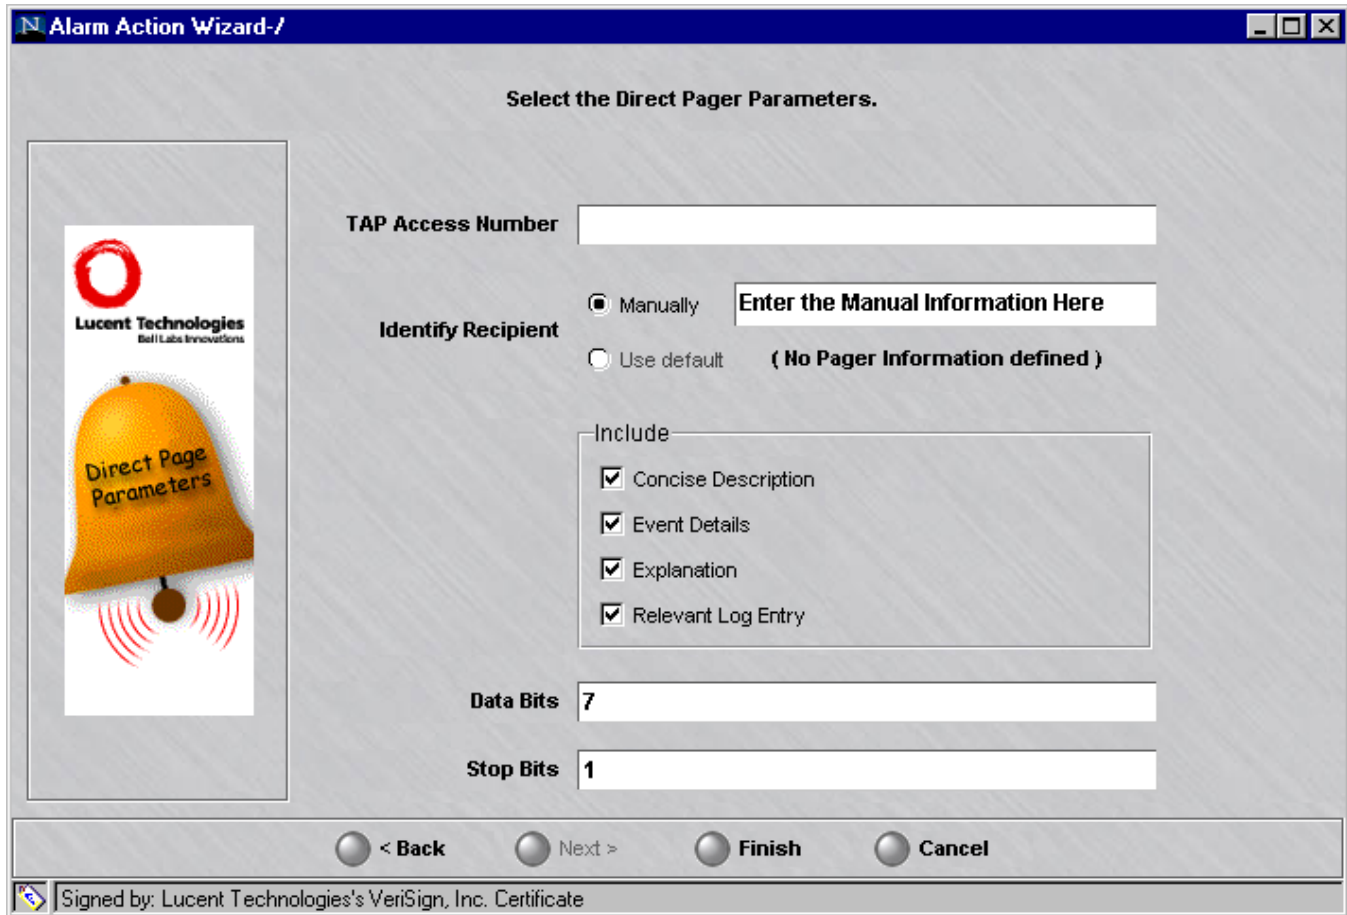 Alarm Action Wizard-/
Select the Direct Pager Parameters.
Lucent Technologies
Bell Labs Innovations
Direct Page
Parameters
TAP Access Number
Identify Recipient
Manually
Enter the Manual Information Here
Use default
( No Pager Information defined )
Include
Concise Description
Event Details
Explanation
Relevant Log Entry
Data Bits
7
Stop Bits
1
< Back
Next >
Finish
Cancel
Signed by: Lucent Technologies's VeriSign, Inc. Certificate